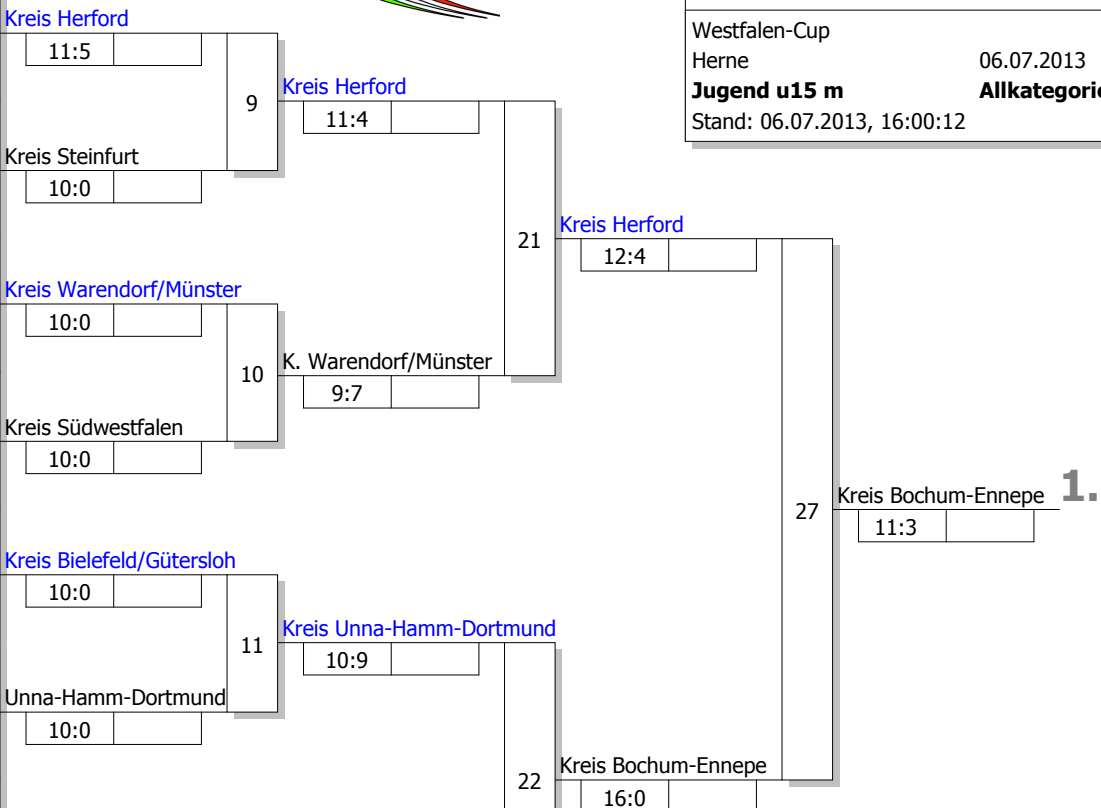 Kreis Herford
11:5
9
Kreis Steinfurt
10:0
Kreis Herford
11:4
Westfalen-Cup
Herne 06.07.2013
Jugend u15 m
Stand: 06.07.2013, 16:00:12
Kreis Warendorf/Münster
10:0
10
Kreis Südwestfalen
10:0
K. Warendorf/Münster
9:7
21
Kreis Herford
12:4
Kreis Bielefeld/Gütersloh
10:0
11
Unna-Hamm-Dortmund
10:0
Kreis Unna-Hamm-Dortmund
10:9
22
Kreis Bochum-Ennepe
16:0
27
Kreis Bochum-Ennepe 1.
11:3